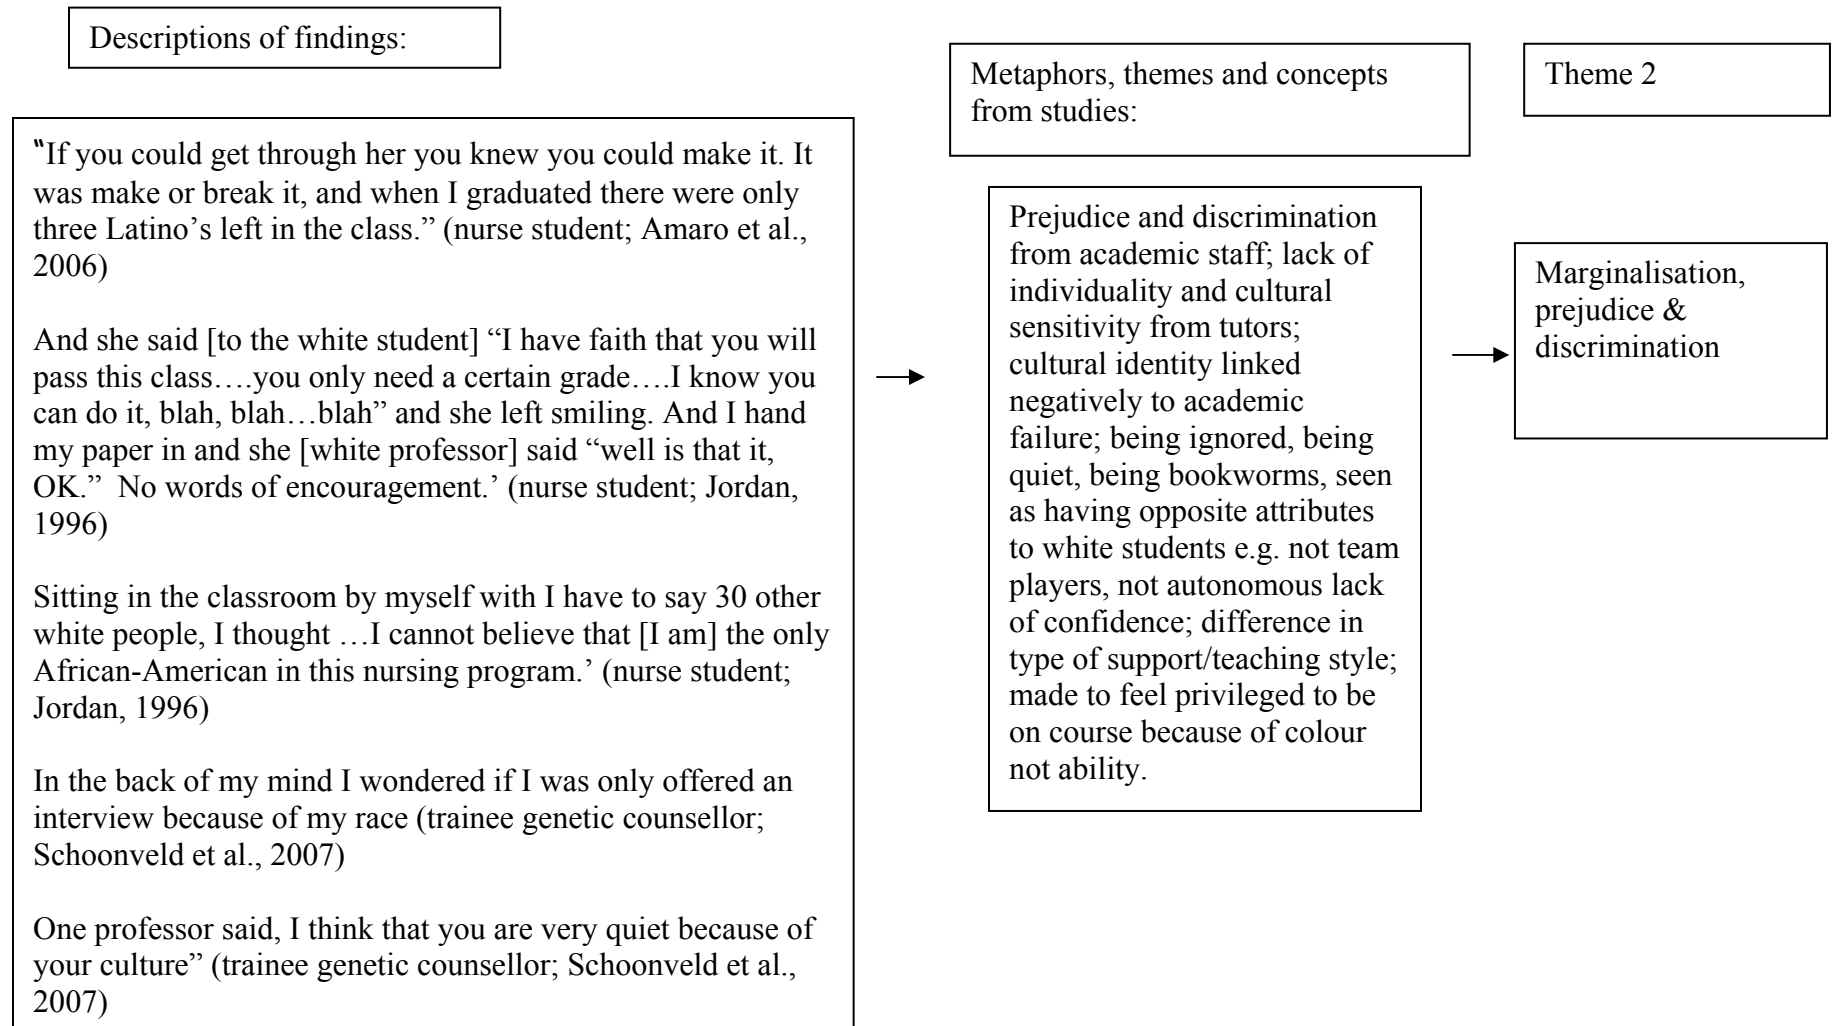 Descriptions of findings:
"If you could get through her you knew you could make it. It
was make or break it, and when I graduated there were only
three Latino’s left in the class.” (nurse student; Amaro et al.,
2006)
And she said [to the white student] “I have faith that you will
pass this class….you only need a certain grade….I know you
can do it, blah, blah…blah” and she left smiling. And I hand
my paper in and she [white professor] said “well is that it,
OK.”  No words of encouragement.’ (nurse student; Jordan,
1996)
Sitting in the classroom by myself with I have to say 30 other
white people, I thought …I cannot believe that [I am] the only
African-American in this nursing program.’ (nurse student;
Jordan, 1996)
In the back of my mind I wondered if I was only offered an
interview because of my race (trainee genetic counsellor;
Schoonveld et al., 2007)
One professor said, I think that you are very quiet because of
your culture” (trainee genetic counsellor; Schoonveld et al.,
2007)
Metaphors, themes and concepts
from studies:
Prejudice and discrimination
from academic staff; lack of
individuality and cultural
sensitivity from tutors;
cultural identity linked
negatively to academic
failure; being ignored, being
quiet, being bookworms, seen
as having opposite attributes
to white students e.g. not team
players, not autonomous lack
of confidence; difference in
type of support/teaching style;
made to feel privileged to be
on course because of colour
not ability.
Theme 2
Marginalisation,
prejudice &
discrimination